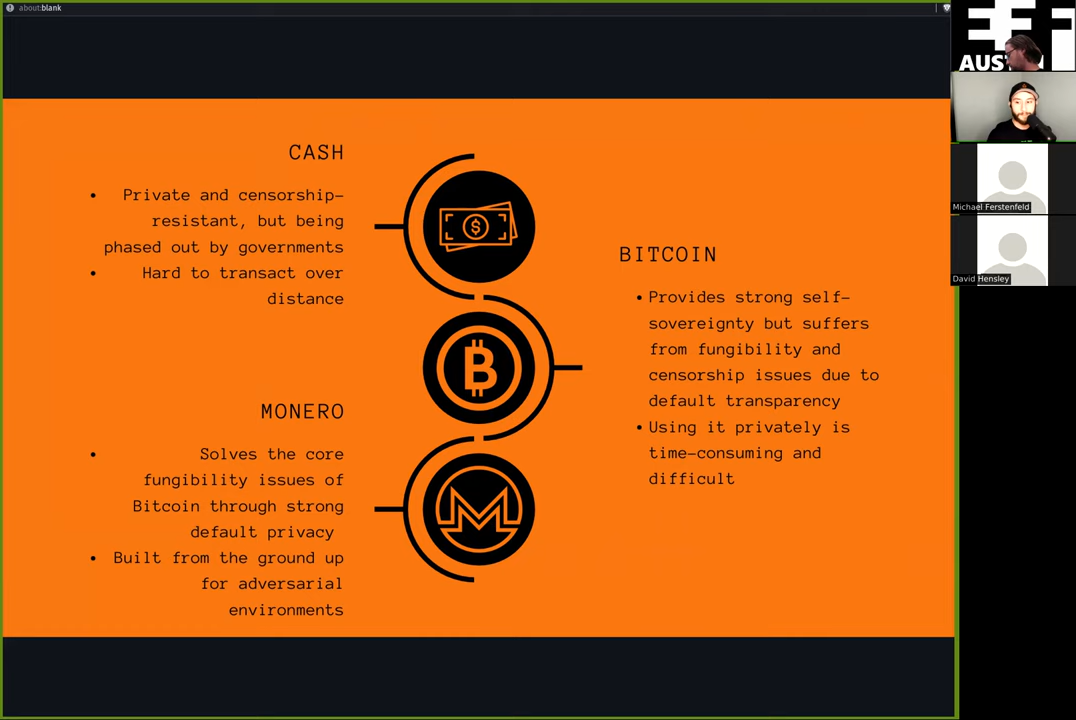 about:blank
CASH
• Private and censorship-
resistant, but being
phased out by governments
• Hard to transact over
distance
BITCOIN
• Provides strong self-
sovereignty but suffers
from fungibility and
censorship issues due to
default transparency
• Using it privately is
time-consuming and
difficult
MONERO
• Solves the core
fungibility issues of
Bitcoin through strong
default privacy
• Built from the ground up
for adversarial
environments
EFF
Michael Ferstenfeld
David Hensley